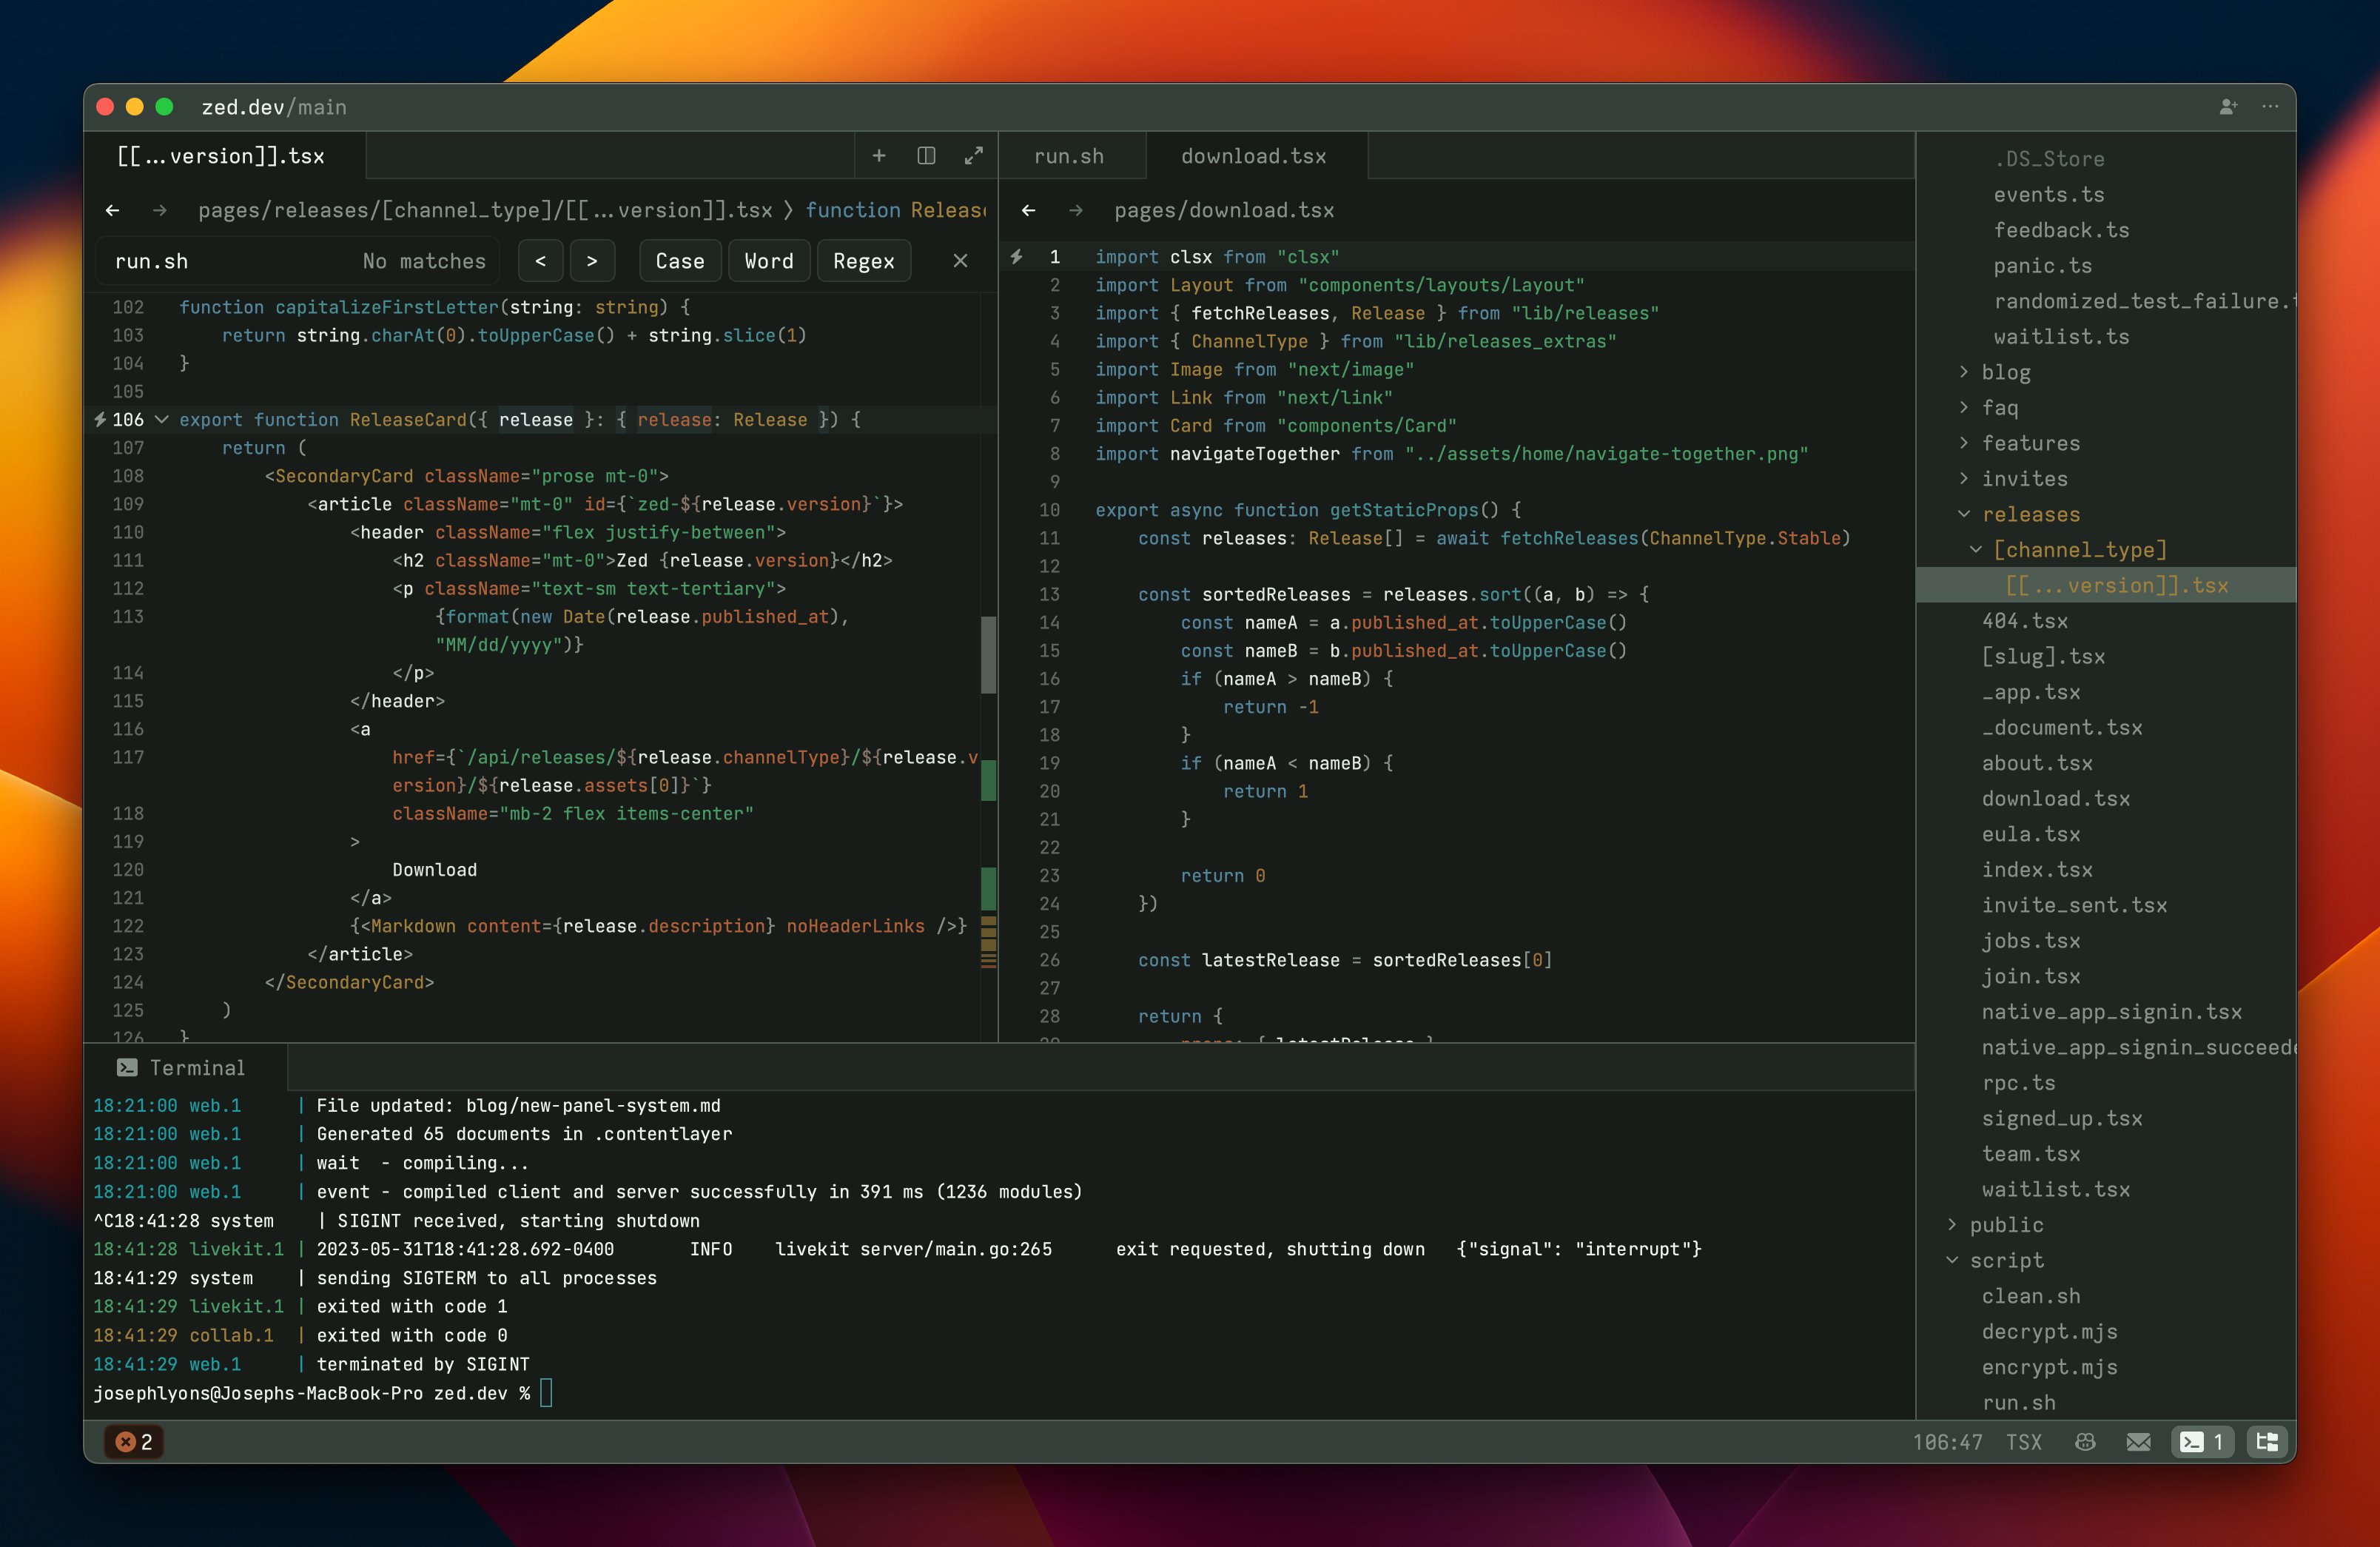 zed.dev/main
[[...version]].tsx
pages/releases/[channel_type]/[[...version]].tsx 〉 function Releas
run.sh No matches < > Case Word Regex
102 function capitalizeFirstLetter(string: string) {
103 return string.charAt(0).toUpperCase() + string.slice(1)
104 }
105
106 export function ReleaseCard({ release }: { release: Release }) {
107 return (
108 <SecondaryCard className="prose mt-0">
109 <article className="mt-0" id={`zed-${release.version}`}>
110 <header className="flex justify-between">
111 <h2 className="mt-0">Zed {release.version}</h2>
112 <p className="text-sm text-tertiary">
113 {format(new Date(release.published_at),
"MM/dd/yyyy")}
114 </p>
115 </header>
116 <a
117 href={`/api/releases/${release.channelType}/${release.v
ersion}/${release.assets[0]}`}
118 className="mb-2 flex items-center"
119 >
120 Download
121 </a>
122 {<Markdown content={release.description} noHeaderLinks />}
123 </article>
124 </SecondaryCard>
125 )
126 }
run.sh download.tsx
pages/download.tsx
1 import clsx from "clsx"
2 import Layout from "components/layouts/Layout"
3 import { fetchReleases, Release } from "lib/releases"
4 import { ChannelType } from "lib/releases_extras"
5 import Image from "next/image"
6 import Link from "next/link"
7 import Card from "components/Card"
8 import navigateTogether from "../assets/home/navigate-together.png"
9
10 export async function getStaticProps() {
11 const releases: Release[] = await fetchReleases(ChannelType.Stable)
12
13 const sortedReleases = releases.sort((a, b) => {
14 const nameA = a.published_at.toUpperCase()
15 const nameB = b.published_at.toUpperCase()
16 if (nameA > nameB) {
17 return -1
18 }
19 if (nameA < nameB) {
20 return 1
21 }
22
23 return 0
24 })
25
26 const latestRelease = sortedReleases[0]
27
28 return {
29 props: { latestRelease }
.DS_Store
events.ts
feedback.ts
panic.ts
randomized_test_failure.
waitlist.ts
blog
faq
features
invites
releases
[channel_type]
[[...version]].tsx
404.tsx
[slug].tsx
_app.tsx
_document.tsx
about.tsx
download.tsx
eula.tsx
index.tsx
invite_sent.tsx
jobs.tsx
join.tsx
native_app_signin.tsx
native_app_signin_succeed
rpc.ts
signed_up.tsx
team.tsx
waitlist.tsx
public
script
clean.sh
decrypt.mjs
encrypt.mjs
run.sh
Terminal
18:21:00 web.1 | File updated: blog/new-panel-system.md
18:21:00 web.1 | Generated 65 documents in .contentlayer
18:21:00 web.1 | wait - compiling...
18:21:00 web.1 | event - compiled client and server successfully in 391 ms (1236 modules)
^C18:41:28 system | SIGINT received, starting shutdown
18:41:28 livekit.1 | 2023-05-31T18:41:28.692-0400 INFO livekit server/main.go:265 exit requested, shutting down {"signal": "interrupt"}
18:41:29 system | sending SIGTERM to all processes
18:41:29 livekit.1 | exited with code 1
18:41:29 collab.1 | exited with code 0
18:41:29 web.1 | terminated by SIGINT
josephlyons@Josephs-MacBook-Pro zed.dev %
2 106:47 TSX 1